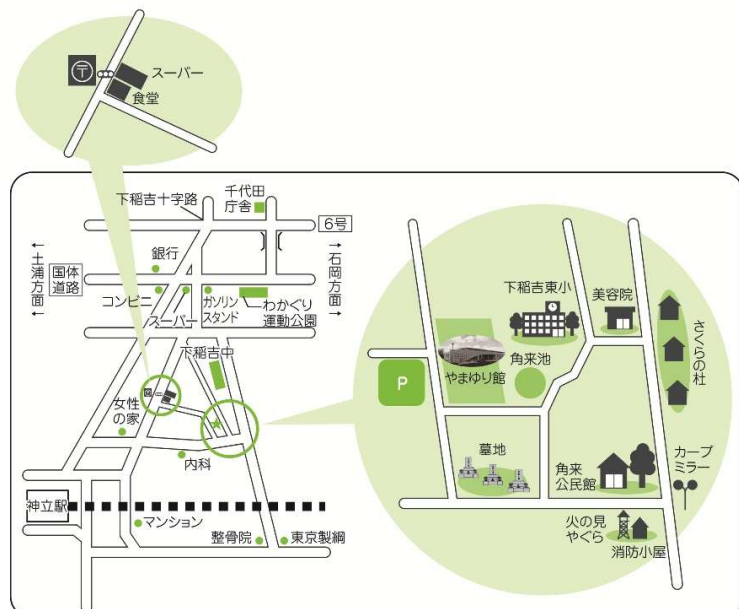 〒
スーパー
食堂
下稲吉十字路
千代田
庁舎
6号
←土浦方面→
国体
道路
銀行
←石岡方面→
コンビニ
スーパー
ガソリン
スタンド
わかぐり
運動公園
下稲吉中
女性
の家
内科
神立駅
マンション
整骨院
東京製綱
下稲吉東小
美容院
さくらの杜
やまゆり館
角来池
P
墓地
角来
公民館
カーブ
ミラー
火の見
やぐら
消防小屋